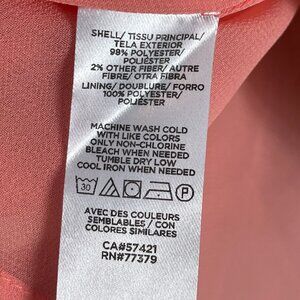 SHELL/ TISSU PRINCIPAL/
TELA EXTERIOR
98% POLYESTER/
POLIÉSTER
2% OTHER FIBER/ AUTRE
FIBRE/ OTRA FIBRA
LINING/ DOUBLURE/ FORRO
100% POLYESTER/
POLIÉSTER
MACHINE WASH COLD
WITH LIKE COLORS
ONLY NON-CHLORINE
BLEACH WHEN NEEDED
TUMBLE DRY LOW
COOL IRON WHEN NEEDED
30 P
AVEC DES COULEURS
SEMBLABLES / CON
COLORES SIMILARES
CA#57421
RN#77379